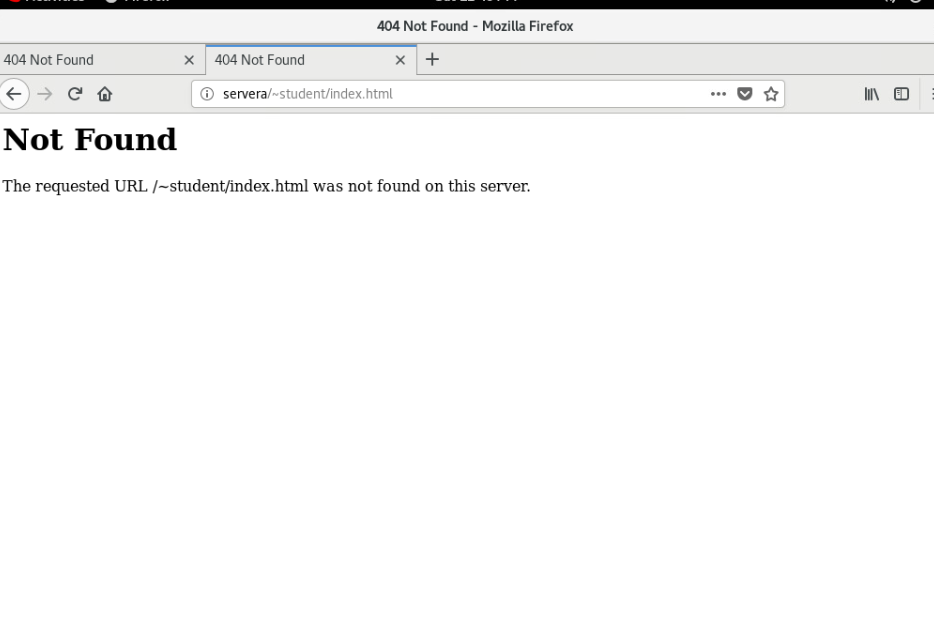 404 Not Found - Mozilla Firefox
404 Not Found
404 Not Found
servera/~student/index.html
Not Found
The requested URL /~student/index.html was not found on this server.